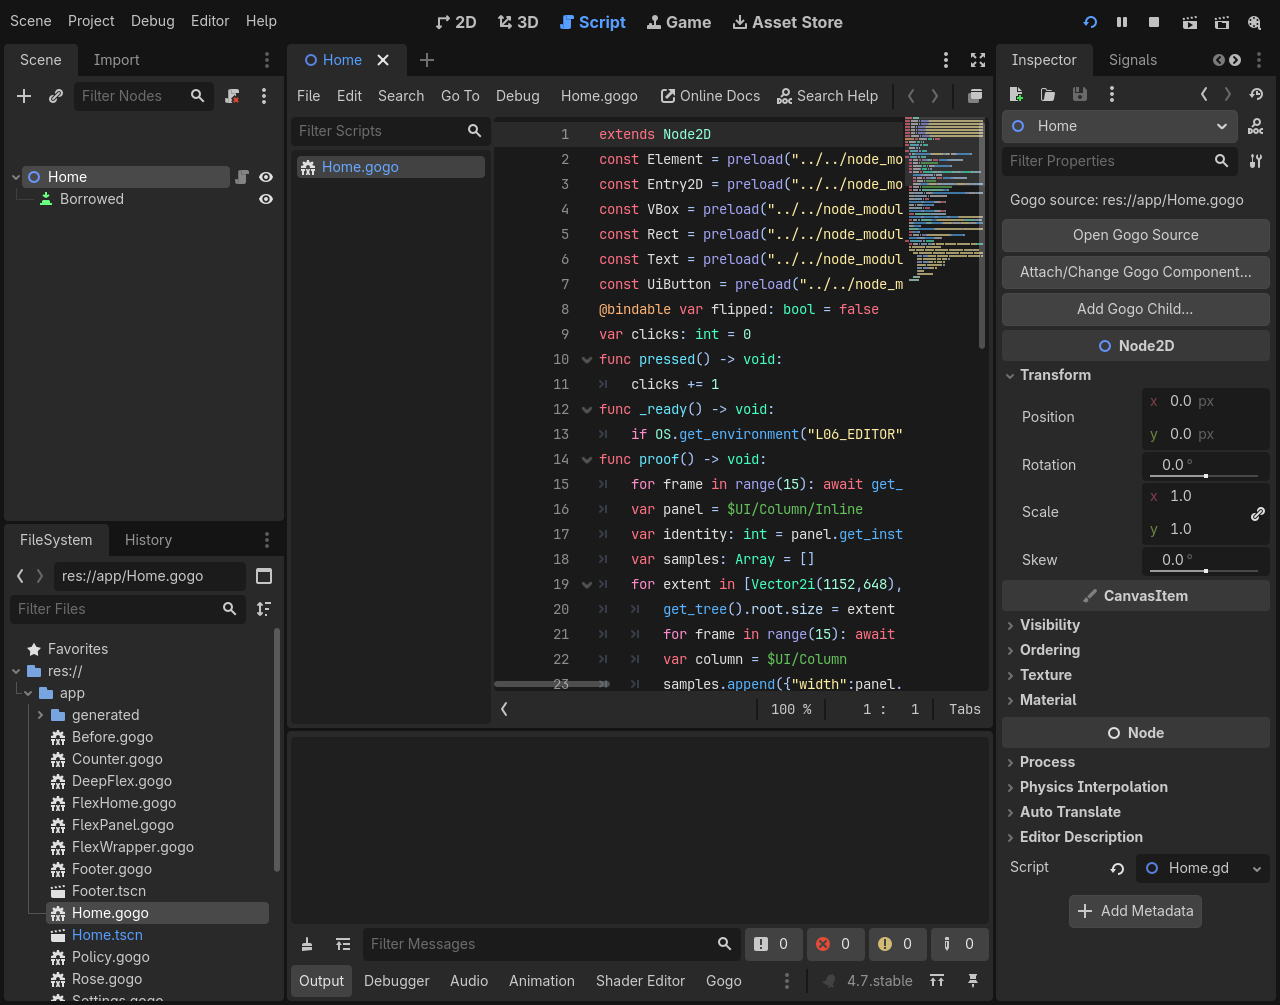 Scene Project Debug Editor Help 2D 3D Script Game Asset Store
Scene Import
Filter Nodes
Home
Borrowed
FileSystem History
res://app/Home.gogo
Filter Files
Favorites
res://
app
generated
Before.gogo
Counter.gogo
DeepFlex.gogo
FlexHome.gogo
FlexPanel.gogo
FlexWrapper.gogo
Footer.gogo
Footer.tscn
Home.gogo
Home.tscn
Policy.gogo
Rose.gogo
Settings.gogo
Home
File Edit Search Go To Debug Home.gogo Online Docs Search Help
Filter Scripts
Home.gogo
1 extends Node2D
2 const Element = preload("../../node_mo
3 const Entry2D = preload("../../node_mo
4 const VBox = preload("../../node_modul
5 const Rect = preload("../../node_modul
6 const Text = preload("../../node_modul
7 const UiButton = preload("../../node_m
8 @bindable var flipped: bool = false
9 var clicks: int = 0
10 func pressed() -> void:
11 clicks += 1
12 func _ready() -> void:
13 if OS.get_environment("L06_EDITOR"
14 func proof() -> void:
15 for frame in range(15): await get_
16 var panel = $UI/Column/Inline
17 var identity: int = panel.get_inst
18 var samples: Array = []
19 for extent in [Vector2i(1152,648),
20 get_tree().root.size = extent
21 for frame in range(15): await
22 var column = $UI/Column
23 samples.append({"width":panel.
100 % 1 : 1 Tabs
Filter Messages 0 0 0 0
Output Debugger Audio Animation Shader Editor Gogo 4.7.stable
Inspector Signals
Home
Filter Properties
Gogo source: res://app/Home.gogo
Open Gogo Source
Attach/Change Gogo Component...
Add Gogo Child...
Node2D
Transform
Position x 0.0 px
y 0.0 px
Rotation 0.0 °
Scale x 1.0
y 1.0
Skew 0.0 °
CanvasItem
Visibility
Ordering
Texture
Material
Node
Process
Physics Interpolation
Auto Translate
Editor Description
Script Home.gd
Add Metadata